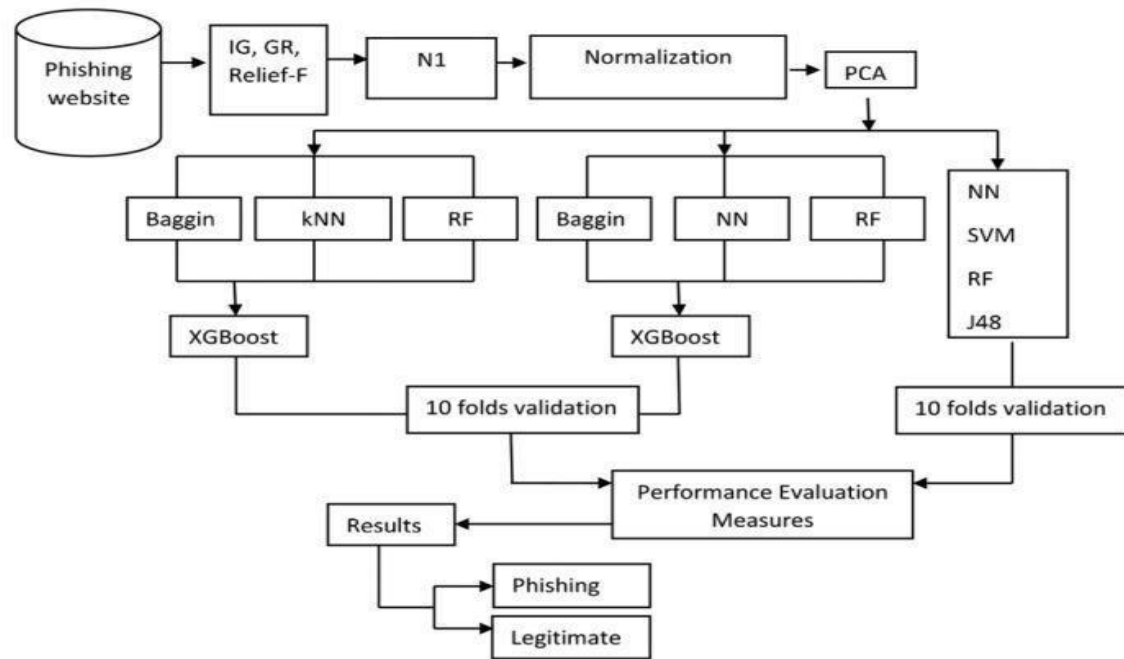 Phishing
website
IG, GR,
Relief-F
N1
Normalization
PCA
Baggin
kNN
RF
Baggin
NN
RF
NN
SVM
RF
J48
XGBoost
XGBoost
10 folds validation
10 folds validation
Performance Evaluation
Measures
Results
Phishing
Legitimate